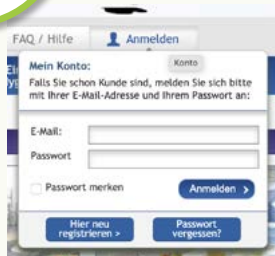 FAQ / Hilfe
Anmelden
Mein Konto:
Konto
Falls Sie schon Kunde sind, melden Sie sich bitte
mit Ihrer E-Mail-Adresse und Ihrem Passwort an:
E-Mail:
Passwort
Passwort merken
Anmelden >
Hier neu
registrieren >
Passwort
vergessen?